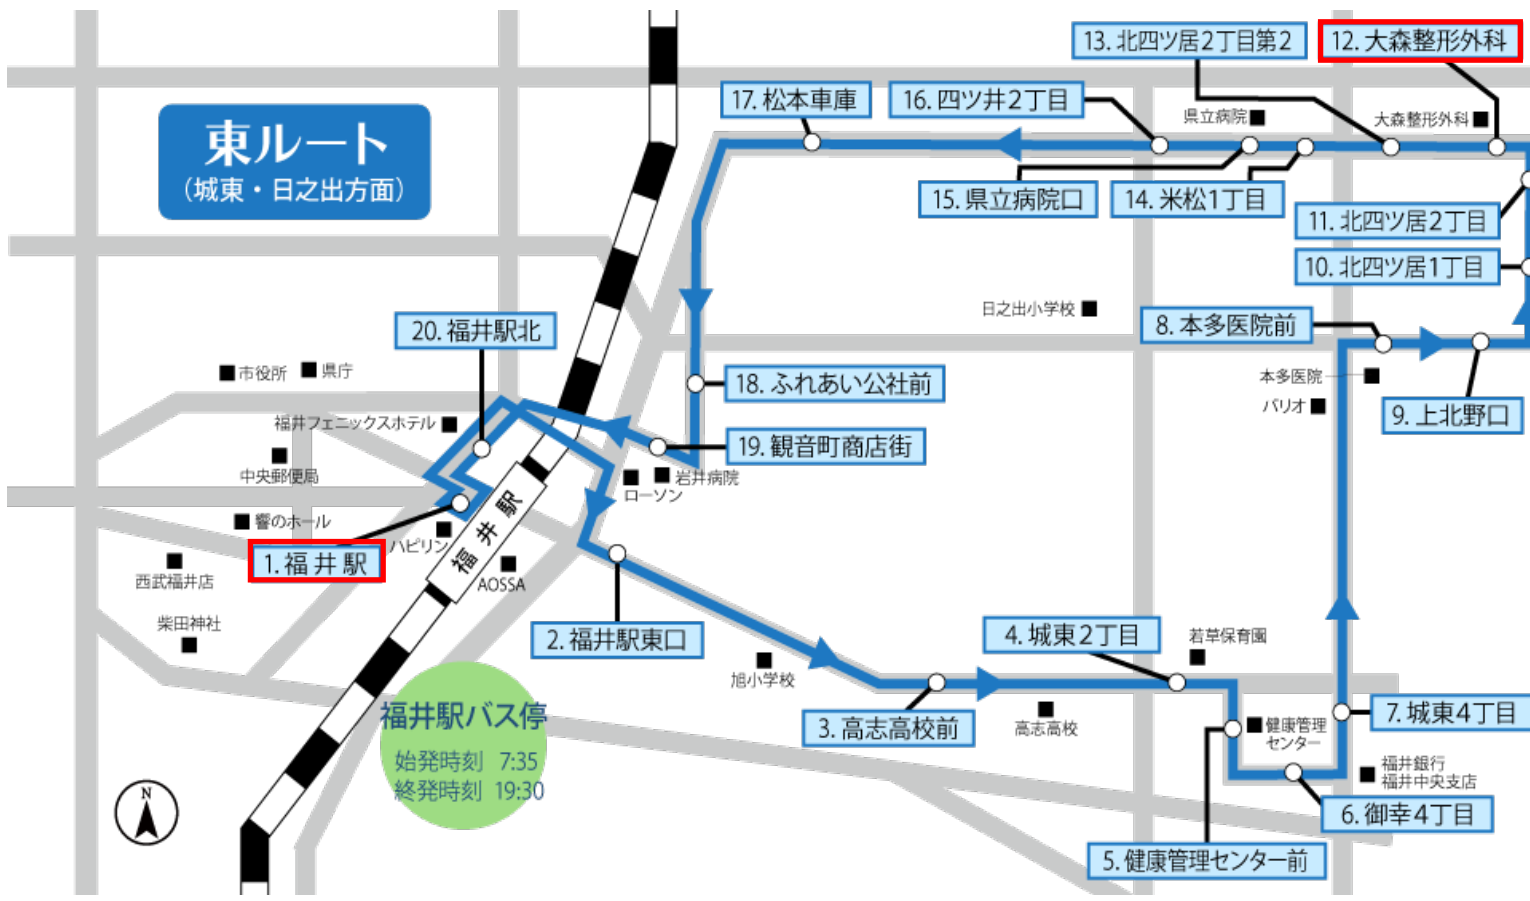 東ルート
（城東・日之出方面）
13. 北四ツ居2丁目第2
12. 大森整形外科
17. 松本車庫
16. 四ツ井2丁目
県立病院
大森整形外科
15. 県立病院口
14. 米松1丁目
11. 北四ツ居2丁目
10. 北四ツ居1丁目
日之出小学校
8. 本多医院前
20. 福井駅北
市役所
県庁
本多医院
バリオ
18. ふれあい公社前
9. 上北野口
福井フェニックスホテル
19. 観音町商店街
中央郵便局
岩井病院
ローソン
響のホール
福井駅
ハピリン
1. 福井駅
西武福井店
AOSSA
柴田神社
2. 福井駅東口
4. 城東2丁目
若草保育園
旭小学校
3. 高志高校前
高志高校
7. 城東4丁目
健康管理
センター
福井駅バス停
始発時刻 7:35
終発時刻 19:30
福井銀行
福井中央支店
6. 御幸4丁目
5. 健康管理センター前
N